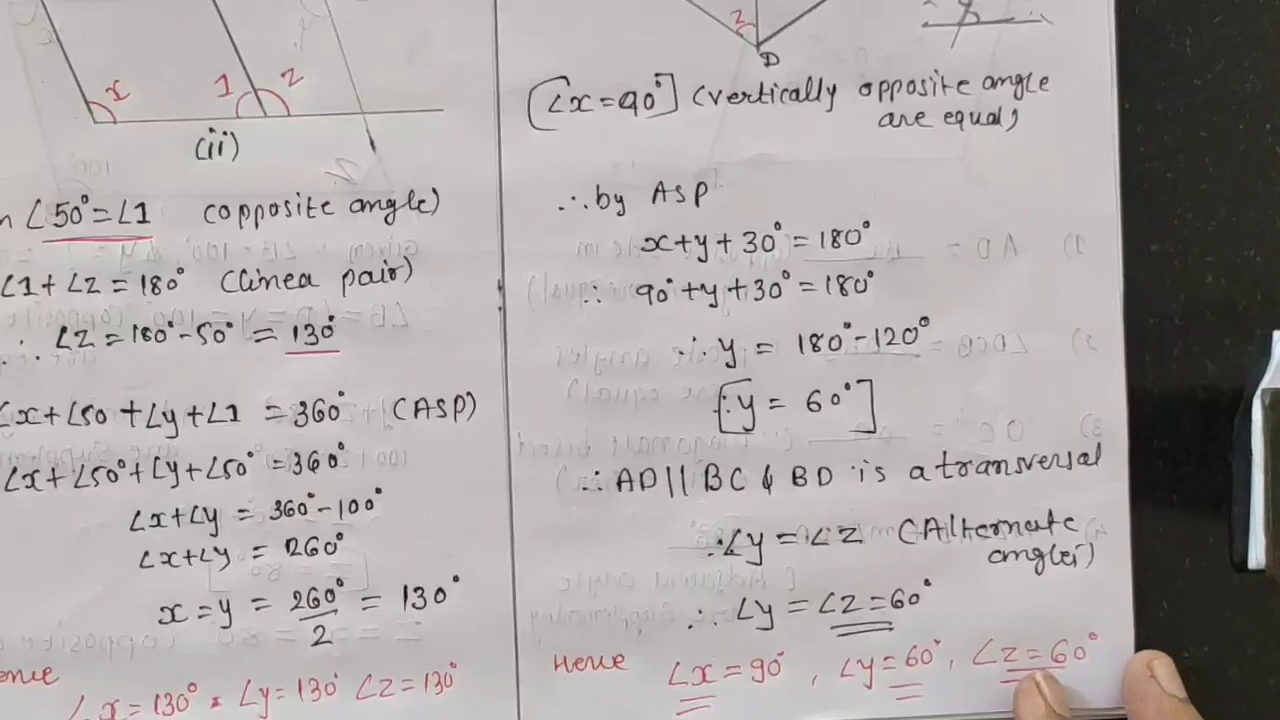 x 1 2
(ii)
∠50° = ∠1 (opposite angle)
∠1 + ∠2 = 180° (Linea pair)
∴ ∠2 = 180° - 50° = 130°
∠x + ∠50 + ∠y + ∠1 = 360° (ASP)
∠x + ∠50° + ∠y + ∠50° = 360°
∠x + ∠y = 360° - 100°
∠x + ∠y = 260°
x = y = 260°/2 = 130°
∠x = 130° ∠y = 130° ∠z = 130°
z
D
[∠x = 90°] (vertically opposite angle
are equal)
∴ by ASP
x + y + 30° = 180°
∴ 90° + y + 30° = 180°
∴ y = 180° - 120°
[∴ y = 60°]
∴ AD || BC & BD is a transversal
∴ ∠y = ∠z (Alternate
angles)
∴ ∠y = ∠z = 60°
Hence ∠x = 90°, ∠y = 60°, ∠z = 60°